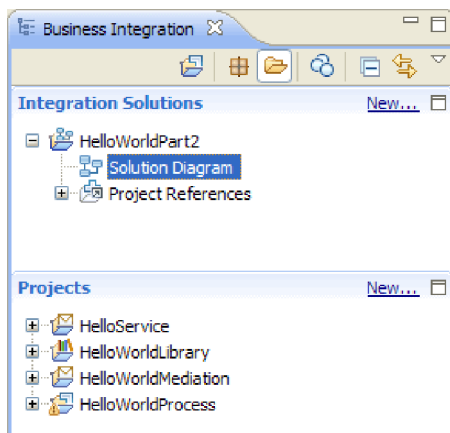 Business Integration
Integration Solutions New...
HelloWorldPart2
Solution Diagram
Project References
Projects New...
HelloService
HelloWorldLibrary
HelloWorldMediation
HelloWorldProcess